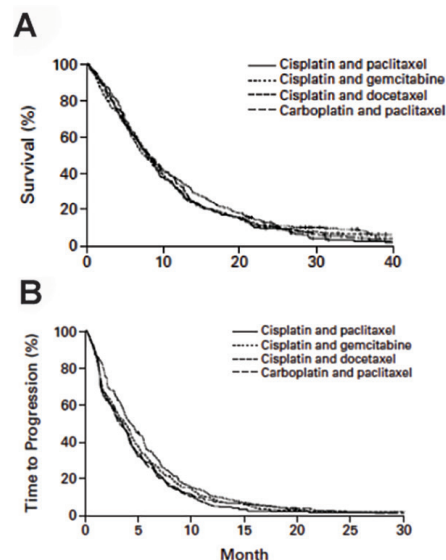 A
Cisplatin and paclitaxel
Cisplatin and gemcitabine
Cisplatin and docetaxel
Carboplatin and paclitaxel
Survival (%)
100
80
60
40
20
0
0 10 20 30 40
B
Cisplatin and paclitaxel
Cisplatin and gemcitabine
Cisplatin and docetaxel
Carboplatin and paclitaxel
Time to Progression (%)
100
80
60
40
20
0
0 5 10 15 20 25 30
Month